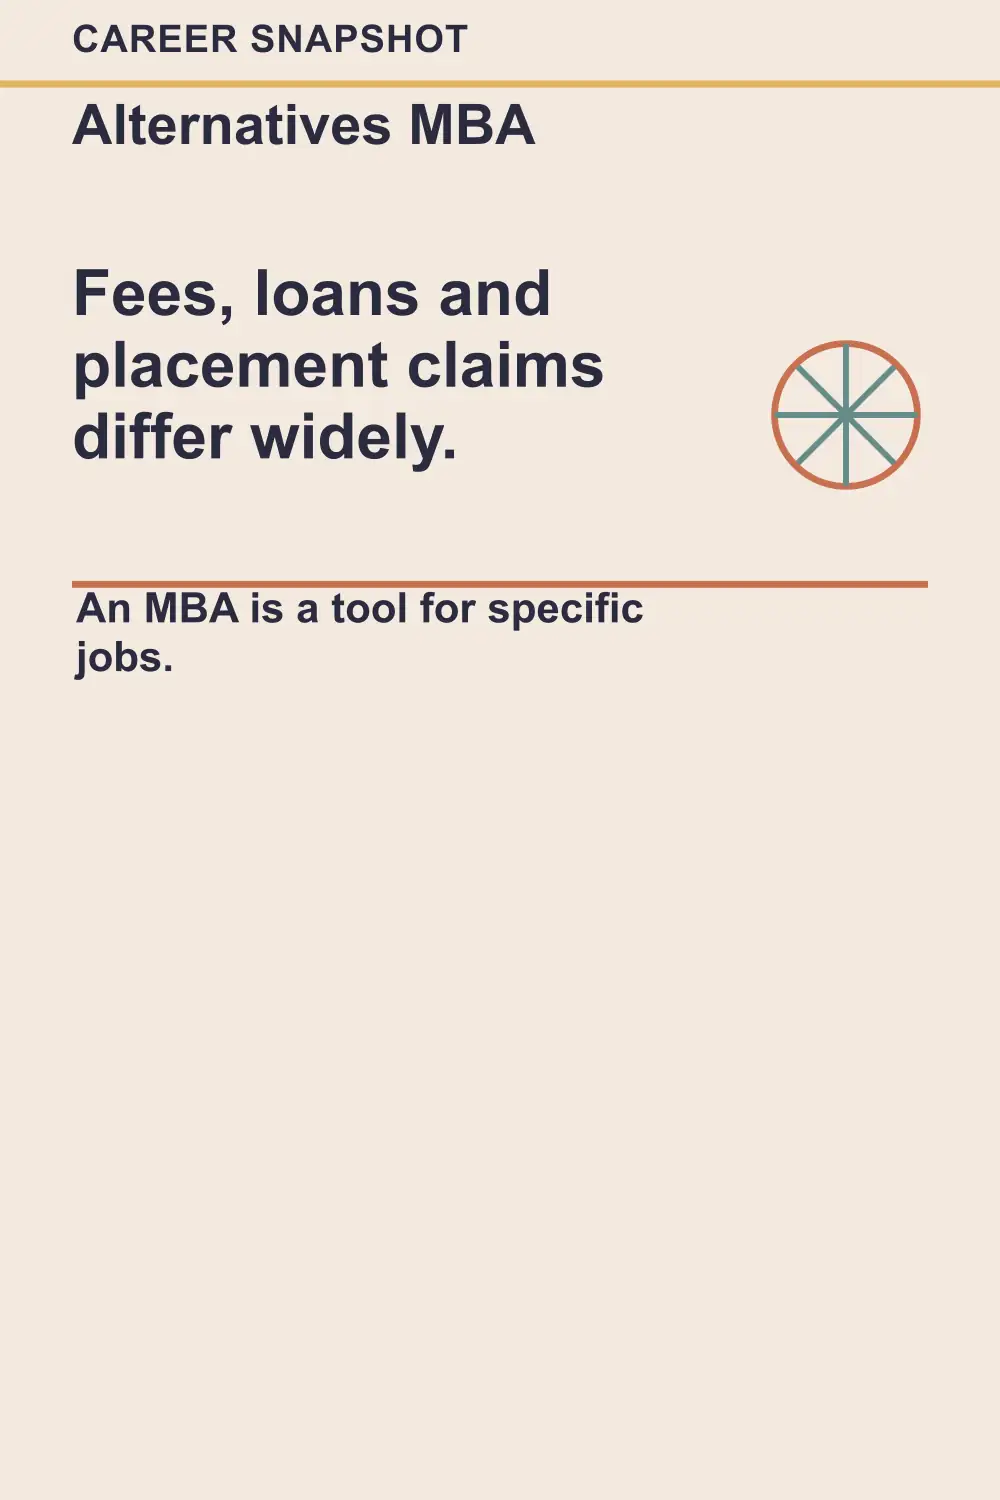 CAREER SNAPSHOT
Alternatives MBA
Fees, loans and
placement claims
differ widely.
An MBA is a tool for specific
jobs.